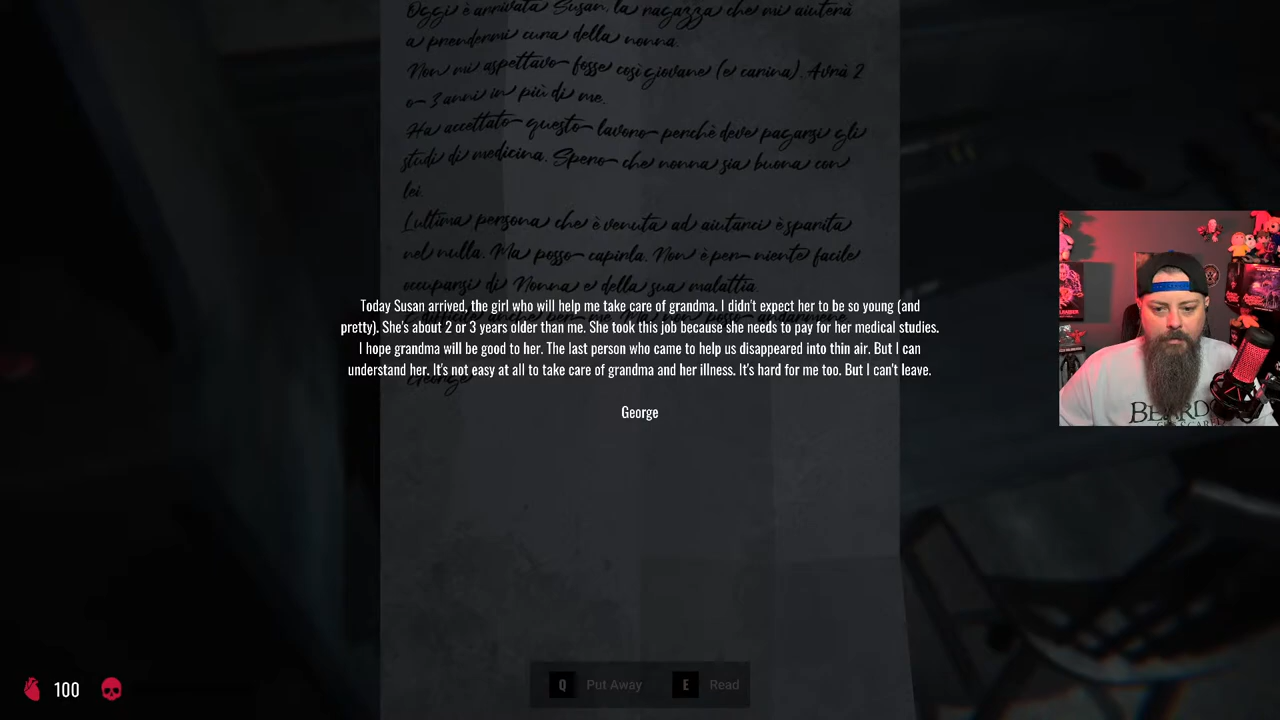 Oggi è arrivata Susan, la ragazza che mi aiuterà
a prendermi cura della nonna.
Non mi aspettavo fosse così giovane (e carina). Avrà 2
o 3 anni in più di me.
Ha accettato questo lavoro perchè deve pagarsi gli
studi di medicina. Spero che nonna sia buona con
lei.
L'ultima persona che è venuta ad aiutarci è sparita
nel nulla. Ma posso capirla. Non è per niente facile
occuparsi di Nonna e della sua malattia.
Today Susan arrived, the girl who will help me take care of grandma. I didn't expect her to be so young (and
pretty). She's about 2 or 3 years older than me. She took this job because she needs to pay for her medical studies.
I hope grandma will be good to her. The last person who came to help us disappeared into thin air. But I can
understand her. It's not easy at all to take care of grandma and her illness. It's hard for me too. But I can't leave.
George
George
BEARD
100
Q Put Away E Read